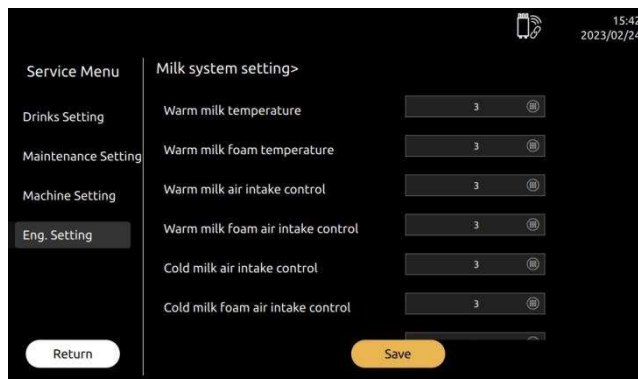 15:42
2023/02/24
Service Menu
Milk system setting>
Drinks Setting
Maintenance Setting
Machine Setting
Eng. Setting
Warm milk temperature
3
Warm milk foam temperature
3
Warm milk air intake control
3
Warm milk foam air intake control
3
Cold milk air intake control
3
Cold milk foam air intake control
3
Return
Save